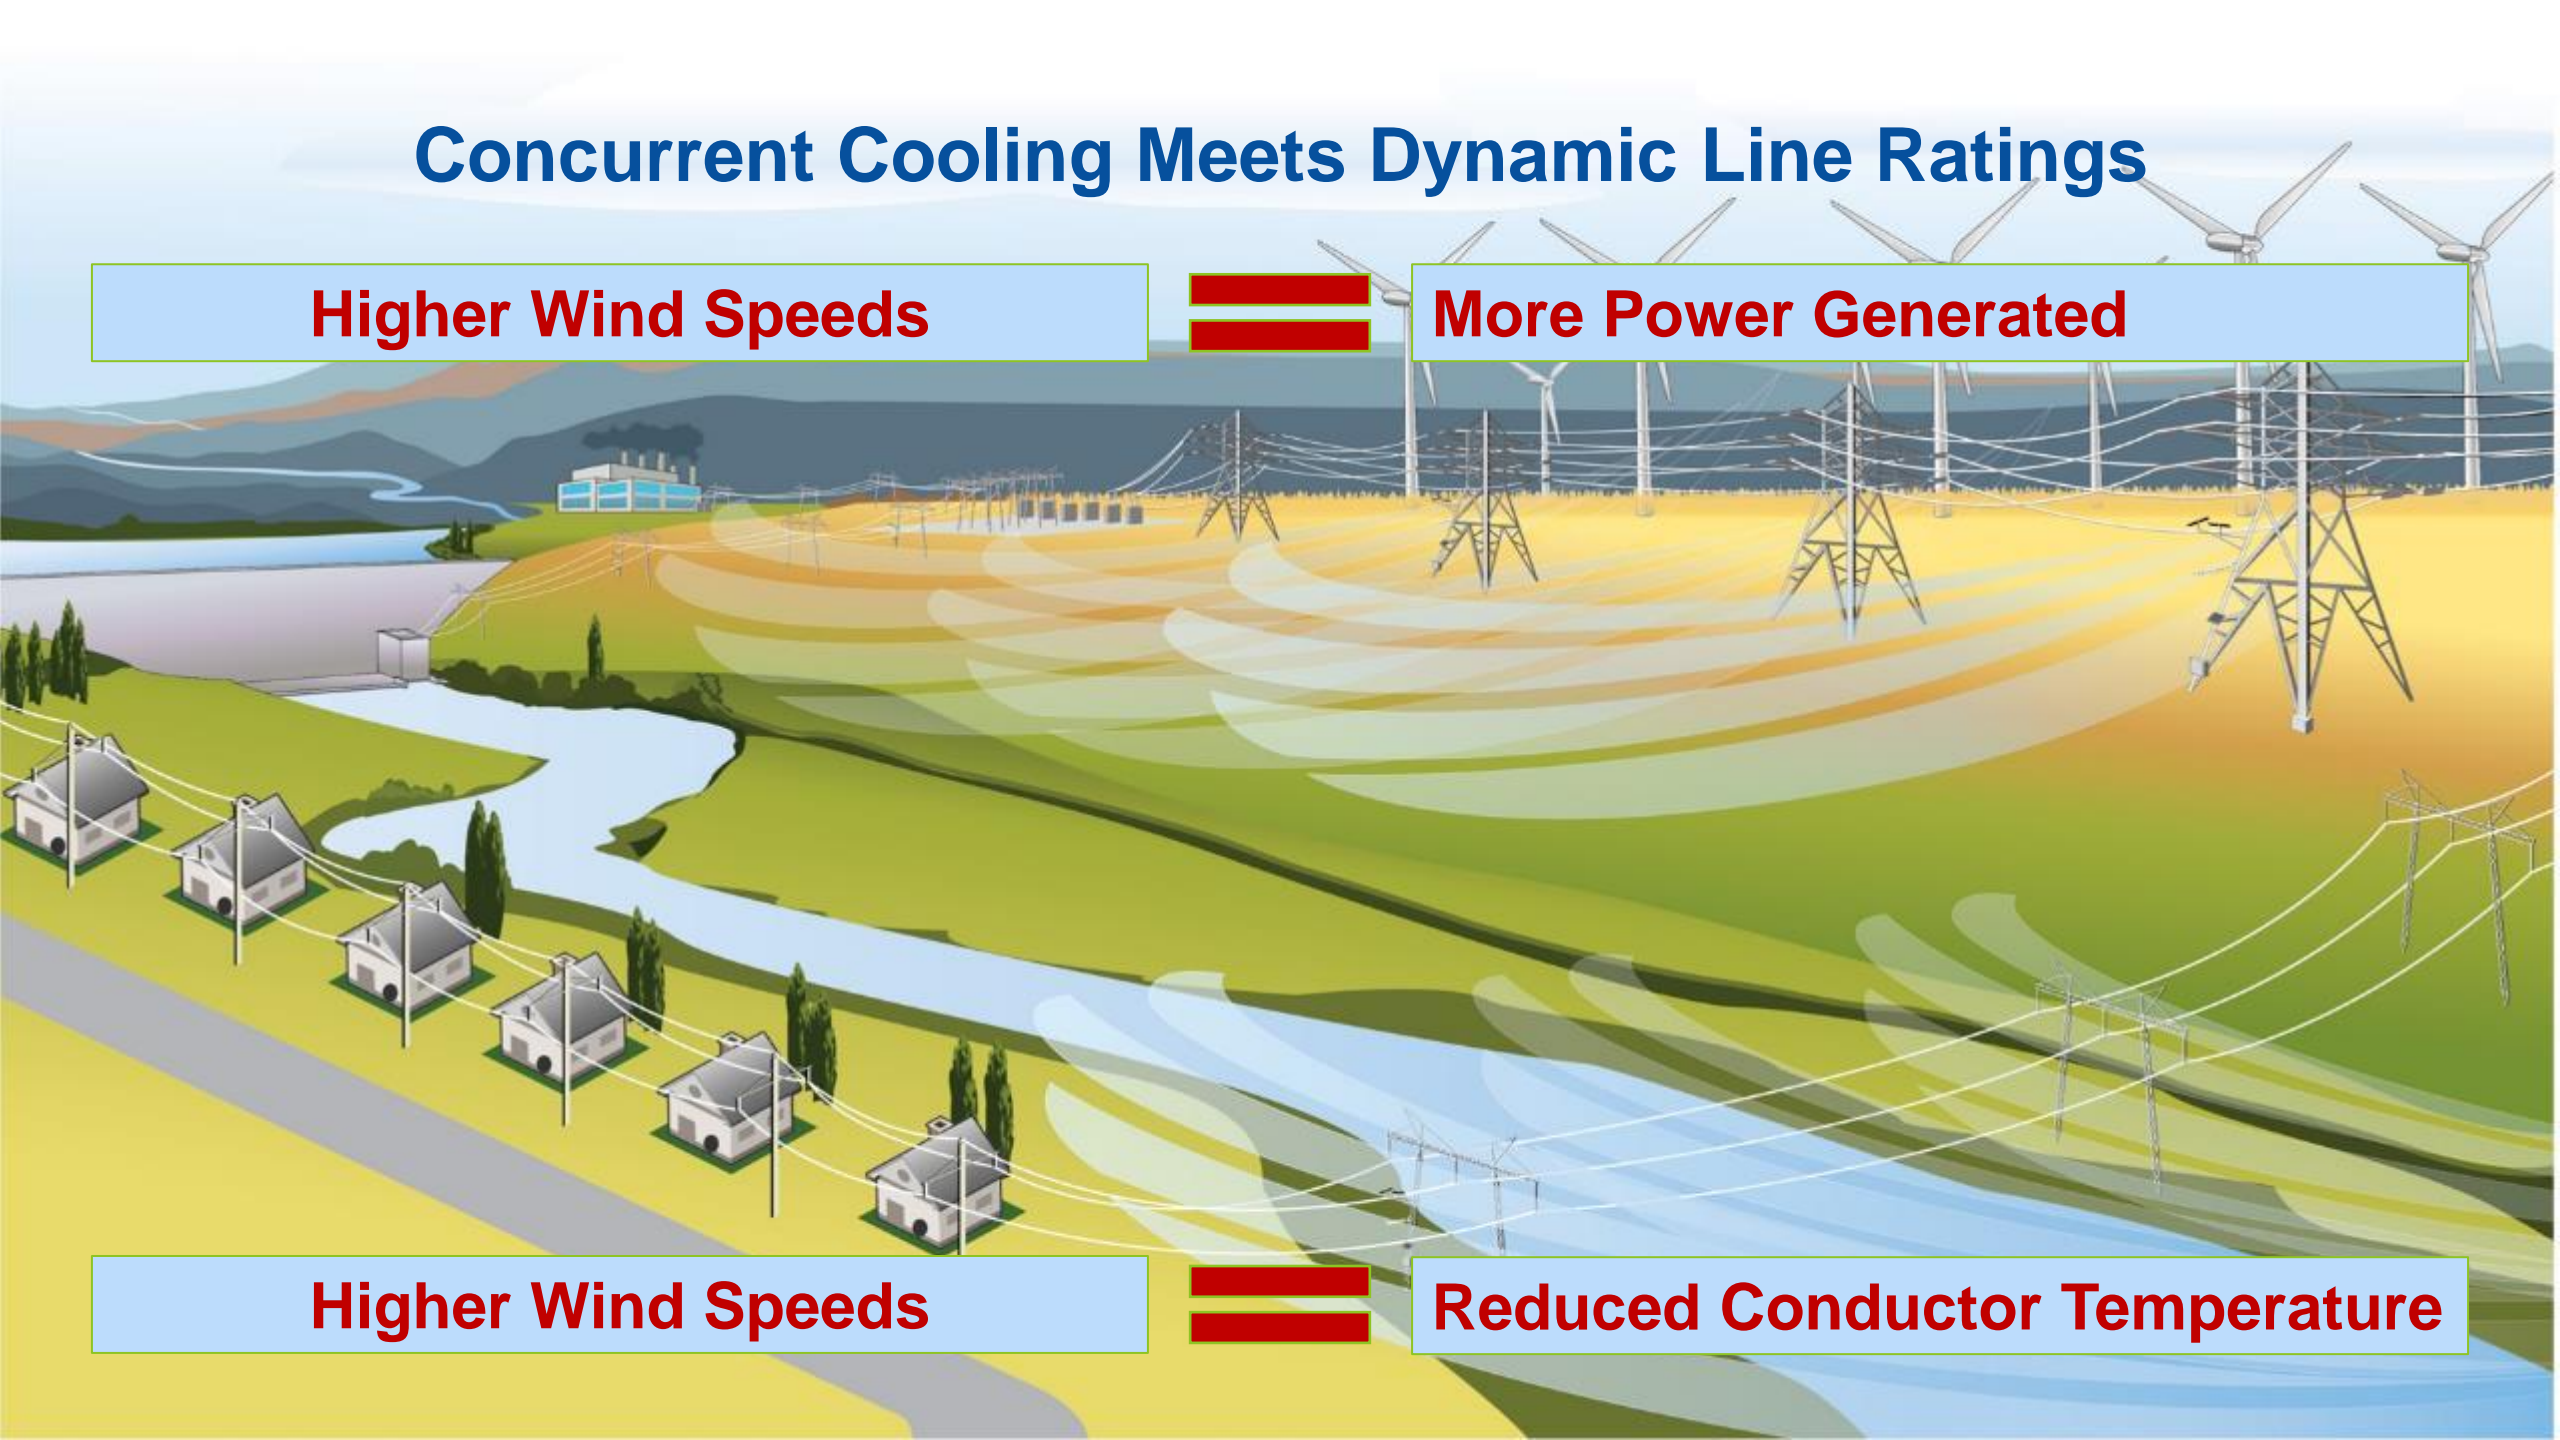 Concurrent Cooling Meets Dynamic Line Ratings
Higher Wind Speeds
More Power Generated
Higher Wind Speeds
Reduced Conductor Temperature